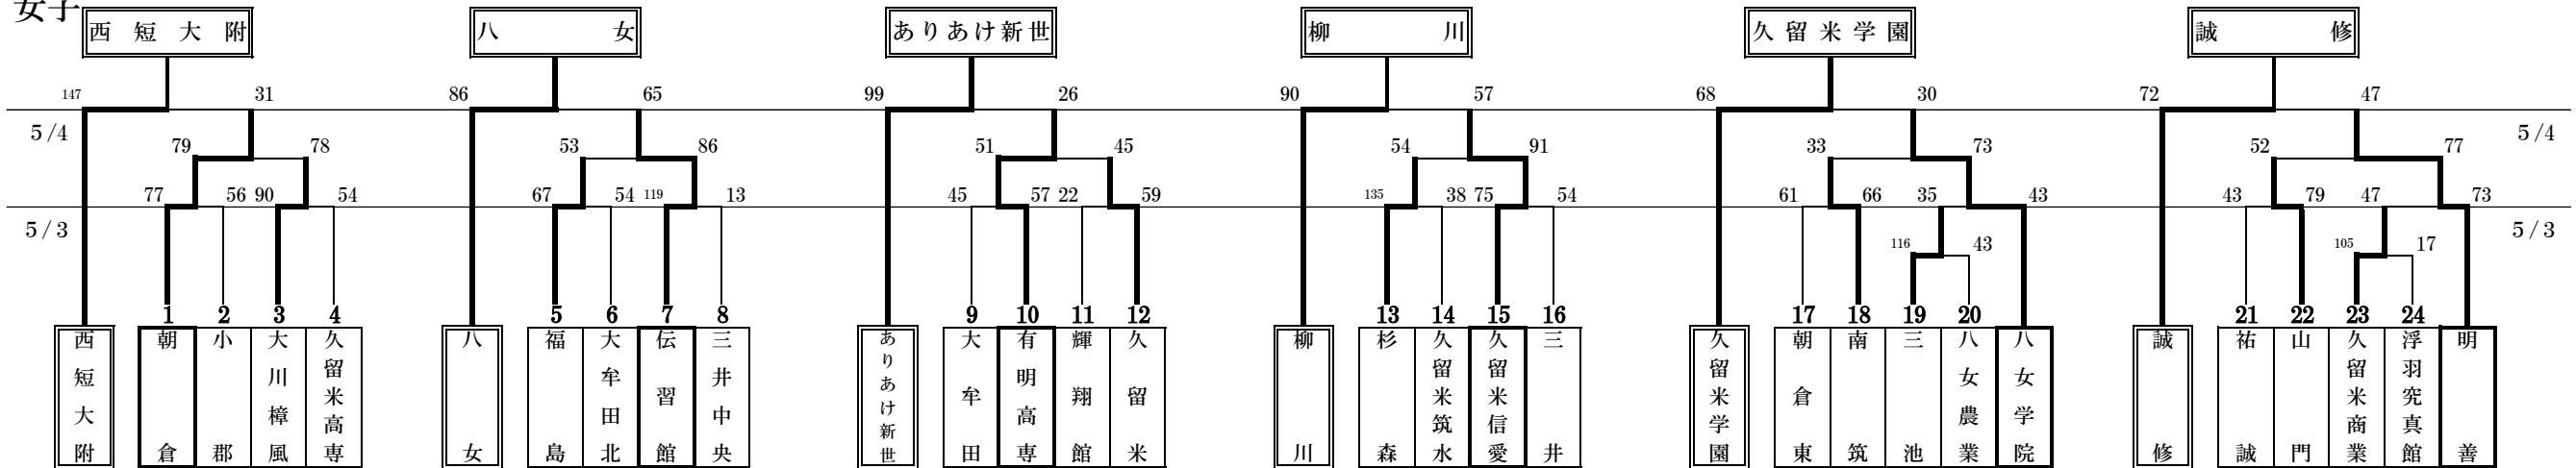 女子
西短大附 八女 ありあけ新世 柳川 久留米学園 誠修
147 31 86 65 99 26 90 57 68 30 72 47
5/4 5/4
79 78 53 86 51 45 54 91 33 73 52 77
77 56 90 54 67 54 119 13 45 57 22 59 135 38 75 54 61 66 35 43 43 79 47 73
5/3 5/3
116 43 105 17
1 2 3 4 5 6 7 8 9 10 11 12 13 14 15 16 17 18 19 20 21 22 23 24
西短大附
朝倉
小郡
大川樟風
久留米高専
八女
福島
大牟田北
伝習館
三井中央
ありあけ新世
大牟田
有明高専
輝翔館
久留米
柳川
杉森
久留米筑水
久留米信愛
三井
久留米学園
朝倉東
南筑
三池
八女農業
八女学院
誠修
祐誠
山門
久留米商業
浮羽究真館
明善